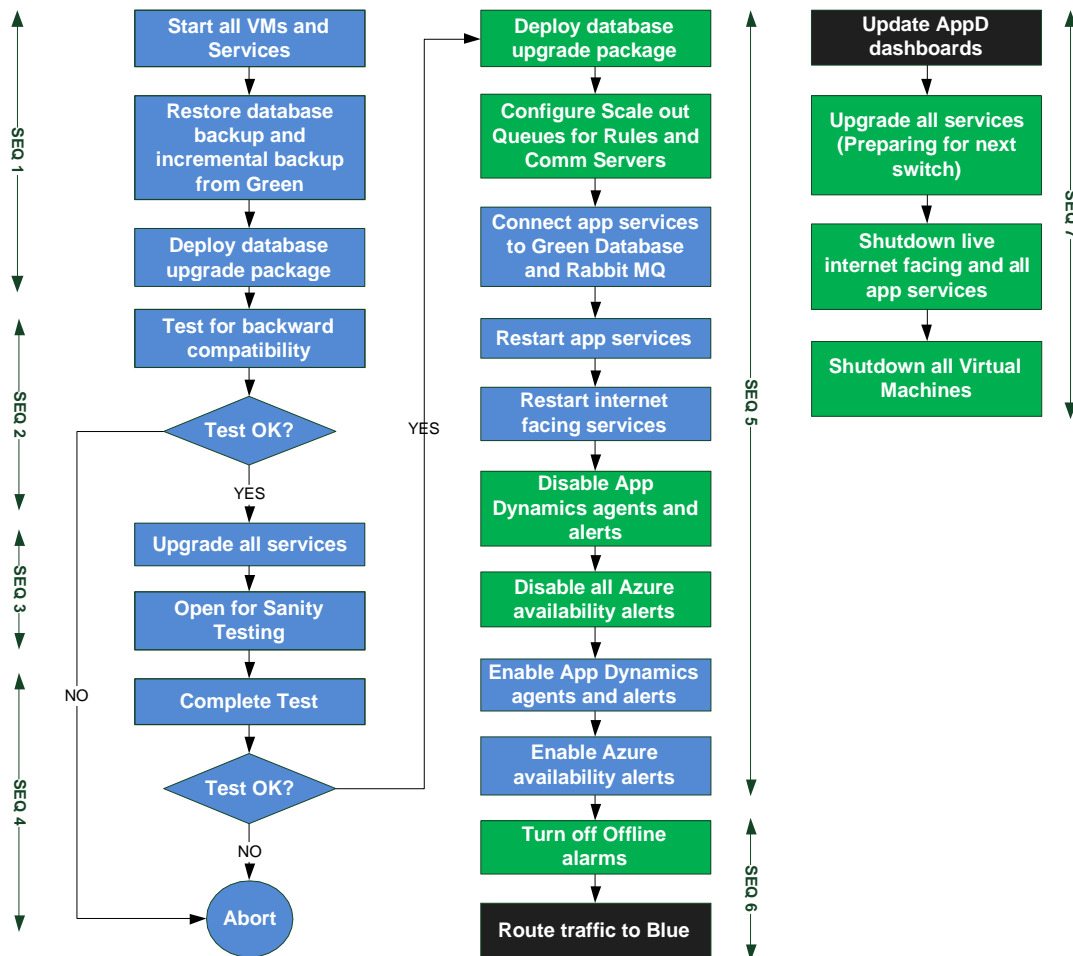 SEQ 1
Start all VMs and
Services
Restore database
backup and
incremental backup
from Green
Deploy database
upgrade package
SEQ 2
Test for backward
compatibility
Test OK?
YES
SEQ 3
Upgrade all services
Open for Sanity
Testing
SEQ 4
NO
Complete Test
Test OK?
NO
Abort
YES
Deploy database
upgrade package
Configure Scale out
Queues for Rules and
Comm Servers
Connect app services
to Green Database
and Rabbit MQ
Restart app services
Restart internet
facing services
Disable App
Dynamics agents and
alerts
Disable all Azure
availability alerts
Enable App Dynamics
agents and alerts
Enable Azure
availability alerts
SEQ 5
Turn off Offline
alarms
Route traffic to Blue
SEQ 6
Update AppD
dashboards
Upgrade all services
(Preparing for next
switch)
Shutdown live
internet facing and all
app services
Shutdown all Virtual
Machines
SEQ 7